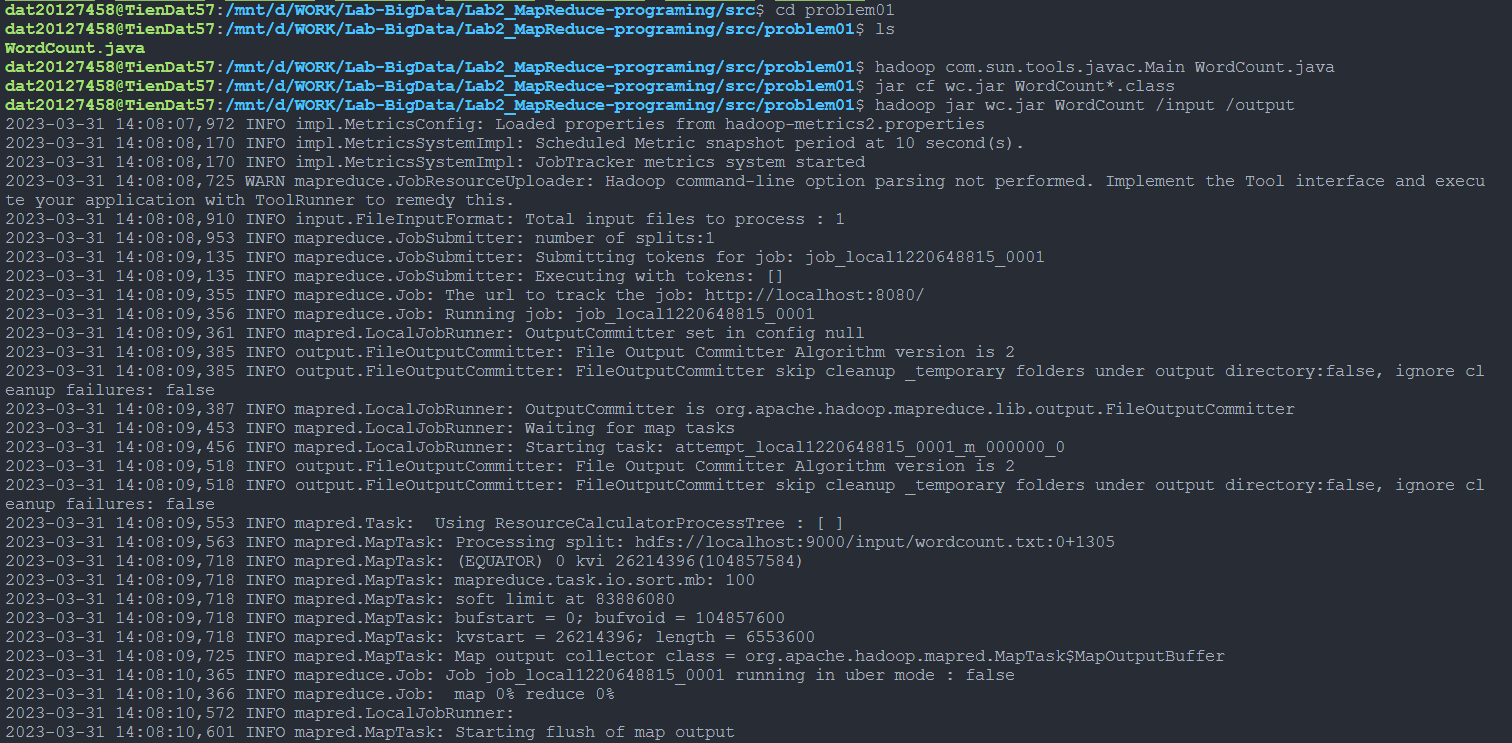 dat20127458@TienDat57:/mnt/d/WORK/Lab-BigData/Lab2_MapReduce-programing/src$ cd problem01
dat20127458@TienDat57:/mnt/d/WORK/Lab-BigData/Lab2_MapReduce-programing/src/problem01$ ls
WordCount.java
dat20127458@TienDat57:/mnt/d/WORK/Lab-BigData/Lab2_MapReduce-programing/src/problem01$ hadoop com.sun.tools.javac.Main WordCount.java
dat20127458@TienDat57:/mnt/d/WORK/Lab-BigData/Lab2_MapReduce-programing/src/problem01$ jar cf wc.jar WordCount*.class
dat20127458@TienDat57:/mnt/d/WORK/Lab-BigData/Lab2_MapReduce-programing/src/problem01$ hadoop jar wc.jar WordCount /input /output
2023-03-31 14:08:07,972 INFO impl.MetricsConfig: Loaded properties from hadoop-metrics2.properties
2023-03-31 14:08:08,170 INFO impl.MetricsSystemImpl: Scheduled Metric snapshot period at 10 second(s).
2023-03-31 14:08:08,170 INFO impl.MetricsSystemImpl: JobTracker metrics system started
2023-03-31 14:08:08,725 WARN mapreduce.JobResourceUploader: Hadoop command-line option parsing not performed. Implement the Tool interface and execu
te your application with ToolRunner to remedy this.
2023-03-31 14:08:08,910 INFO input.FileInputFormat: Total input files to process : 1
2023-03-31 14:08:08,953 INFO mapreduce.JobSubmitter: number of splits:1
2023-03-31 14:08:09,135 INFO mapreduce.JobSubmitter: Submitting tokens for job: job_local1220648815_0001
2023-03-31 14:08:09,135 INFO mapreduce.JobSubmitter: Executing with tokens: []
2023-03-31 14:08:09,355 INFO mapreduce.Job: The url to track the job: http://localhost:8080/
2023-03-31 14:08:09,356 INFO mapreduce.Job: Running job: job_local1220648815_0001
2023-03-31 14:08:09,361 INFO mapred.LocalJobRunner: OutputCommitter set in config null
2023-03-31 14:08:09,385 INFO output.FileOutputCommitter: File Output Committer Algorithm version is 2
2023-03-31 14:08:09,385 INFO output.FileOutputCommitter: FileOutputCommitter skip cleanup _temporary folders under output directory:false, ignore cl
eanup failures: false
2023-03-31 14:08:09,387 INFO mapred.LocalJobRunner: OutputCommitter is org.apache.hadoop.mapreduce.lib.output.FileOutputCommitter
2023-03-31 14:08:09,453 INFO mapred.LocalJobRunner: Waiting for map tasks
2023-03-31 14:08:09,456 INFO mapred.LocalJobRunner: Starting task: attempt_local1220648815_0001_m_000000_0
2023-03-31 14:08:09,518 INFO output.FileOutputCommitter: File Output Committer Algorithm version is 2
2023-03-31 14:08:09,518 INFO output.FileOutputCommitter: FileOutputCommitter skip cleanup _temporary folders under output directory:false, ignore cl
eanup failures: false
2023-03-31 14:08:09,553 INFO mapred.Task:  Using ResourceCalculatorProcessTree : [ ]
2023-03-31 14:08:09,563 INFO mapred.MapTask: Processing split: hdfs://localhost:9000/input/wordcount.txt:0+1305
2023-03-31 14:08:09,718 INFO mapred.MapTask: (EQUATOR) 0 kvi 26214396(104857584)
2023-03-31 14:08:09,718 INFO mapred.MapTask: mapreduce.task.io.sort.mb: 100
2023-03-31 14:08:09,718 INFO mapred.MapTask: soft limit at 83886080
2023-03-31 14:08:09,718 INFO mapred.MapTask: bufstart = 0; bufvoid = 104857600
2023-03-31 14:08:09,718 INFO mapred.MapTask: kvstart = 26214396; length = 6553600
2023-03-31 14:08:09,725 INFO mapred.MapTask: Map output collector class = org.apache.hadoop.mapred.MapTask$MapOutputBuffer
2023-03-31 14:08:10,365 INFO mapreduce.Job: Job job_local1220648815_0001 running in uber mode : false
2023-03-31 14:08:10,366 INFO mapreduce.Job:  map 0% reduce 0%
2023-03-31 14:08:10,572 INFO mapred.LocalJobRunner:
2023-03-31 14:08:10,601 INFO mapred.MapTask: Starting flush of map output